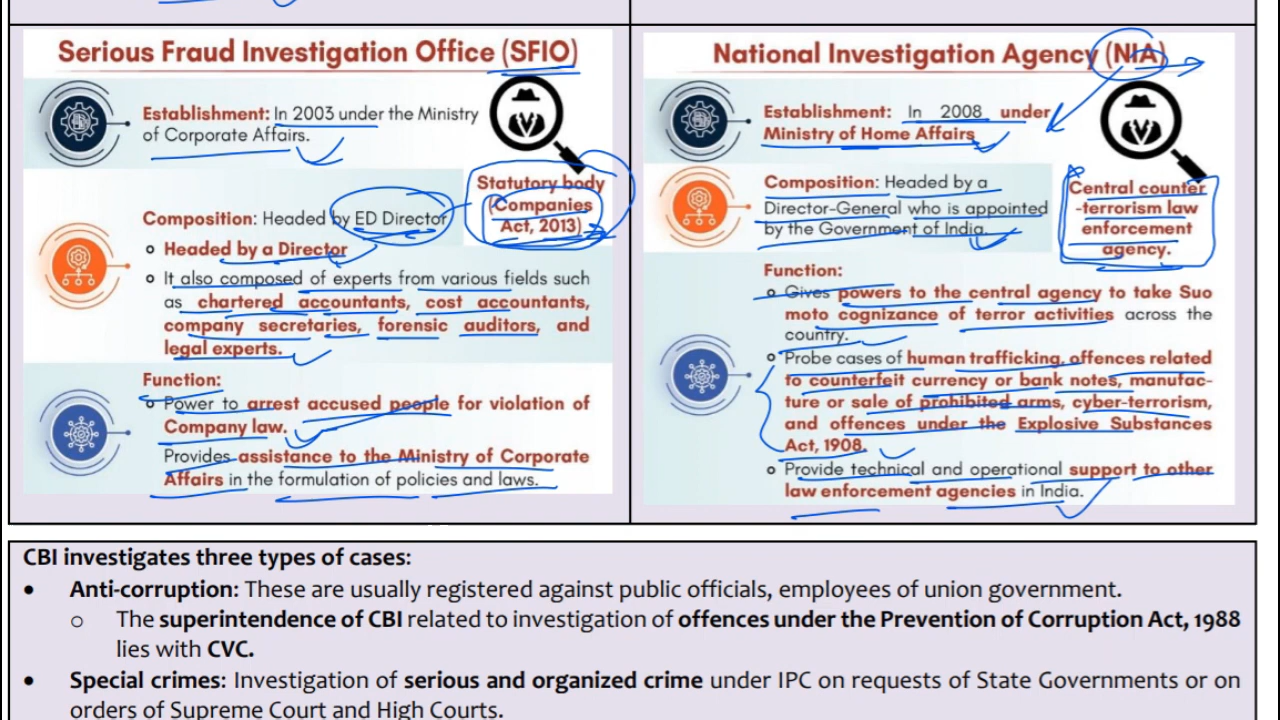 Serious Fraud Investigation Office (SFIO)
Establishment: In 2003 under the Ministry
of Corporate Affairs.
Statutory body
(Companies
Act, 2013)
Composition: Headed by ED Director
Headed by a Director
It also composed of experts from various fields such
as chartered accountants, cost accountants,
company secretaries, forensic auditors, and
legal experts.
Function:
Power to arrest accused people for violation of
Company law.
Provides assistance to the Ministry of Corporate
Affairs in the formulation of policies and laws.
National Investigation Agency (NIA)
Establishment: In 2008 under
Ministry of Home Affairs
Composition: Headed by a
Director-General who is appointed
by the Government of India.
Central counter
-terrorism law
enforcement
agency.
Function:
Gives powers to the central agency to take Suo
moto cognizance of terror activities across the
country.
Probe cases of human trafficking, offences related
to counterfeit currency or bank notes, manufac-
ture or sale of prohibited arms, cyber-terrorism,
and offences under the Explosive Substances
Act, 1908.
Provide technical and operational support to other
law enforcement agencies in India.
CBI investigates three types of cases:
• Anti-corruption: These are usually registered against public officials, employees of union government.
o The superintendence of CBI related to investigation of offences under the Prevention of Corruption Act, 1988
lies with CVC.
• Special crimes: Investigation of serious and organized crime under IPC on requests of State Governments or on
orders of Supreme Court and High Courts.